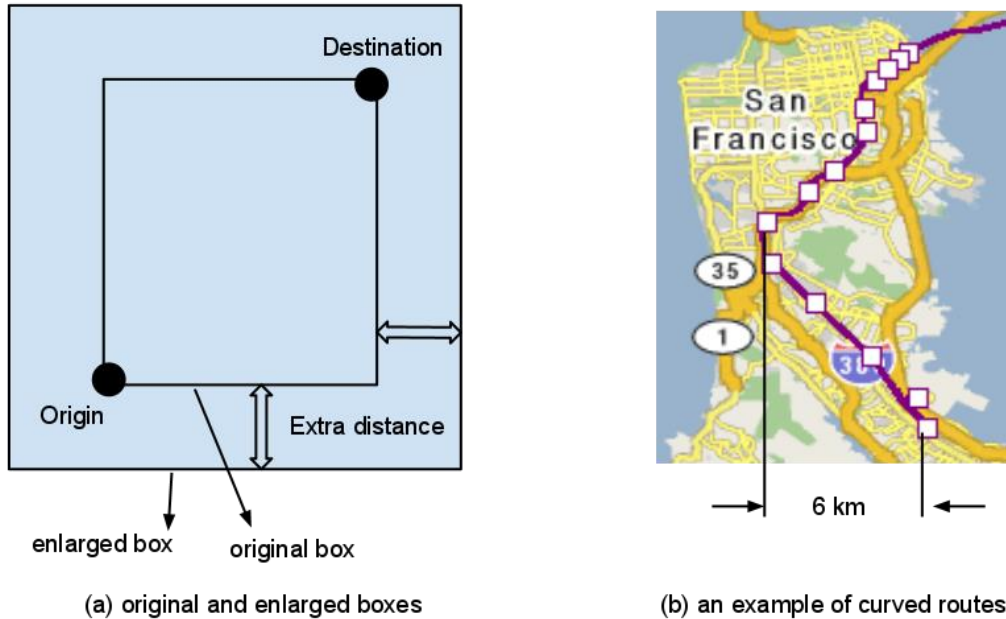 Destination
Origin
Extra distance
enlarged box
original box
(a) original and enlarged boxes
San
Francisco
35
1
380
6 km
(b) an example of curved routes